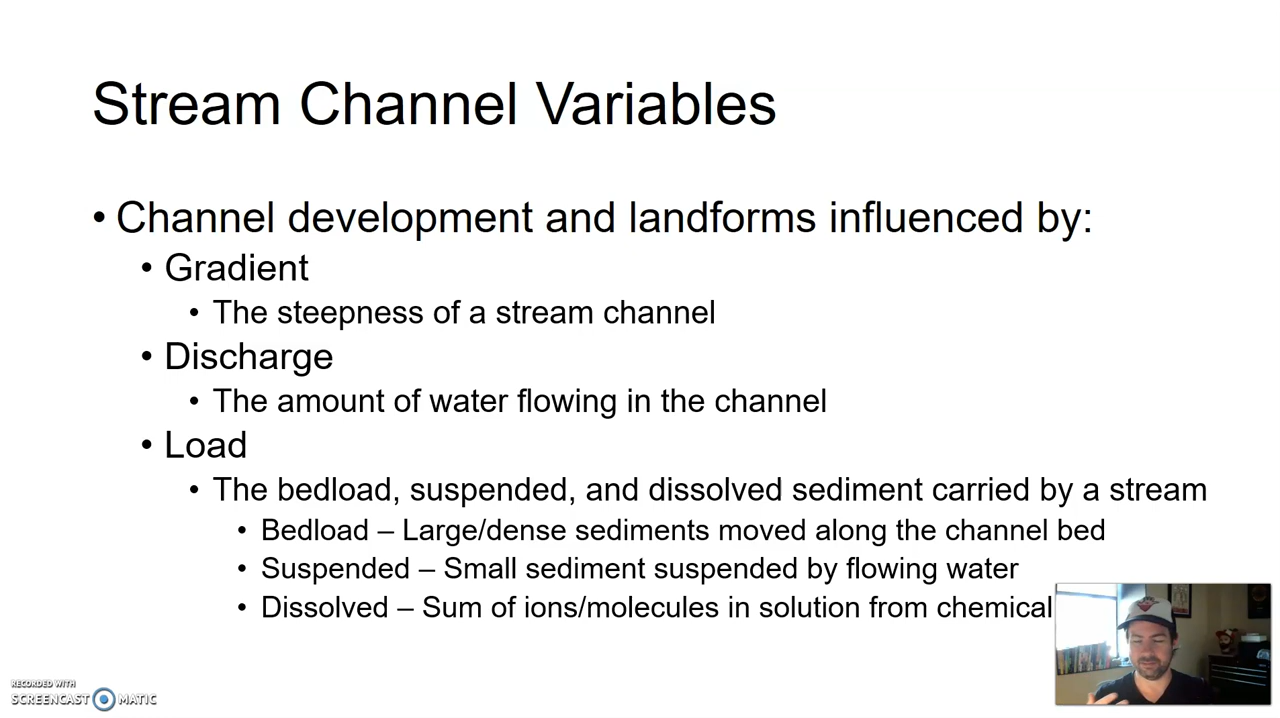 Stream Channel Variables
• Channel development and landforms influenced by:
• Gradient
• The steepness of a stream channel
• Discharge
• The amount of water flowing in the channel
• Load
• The bedload, suspended, and dissolved sediment carried by a stream
• Bedload – Large/dense sediments moved along the channel bed
• Suspended – Small sediment suspended by flowing water
• Dissolved – Sum of ions/molecules in solution from chemical
RECORDED WITH
SCREENCAST MATIC